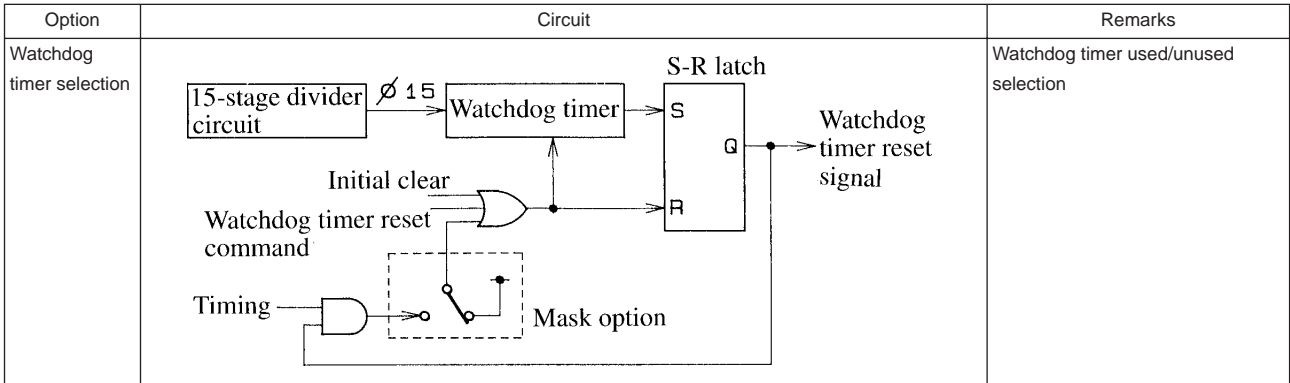 Option
Circuit
Remarks
Watchdog
timer selection
Watchdog timer used/unused
selection
S-R latch
15-stage divider
circuit
ø 15
Watchdog timer
S
Q
R
Watchdog
timer reset
signal
Initial clear
Watchdog timer reset
command
Timing
Mask option